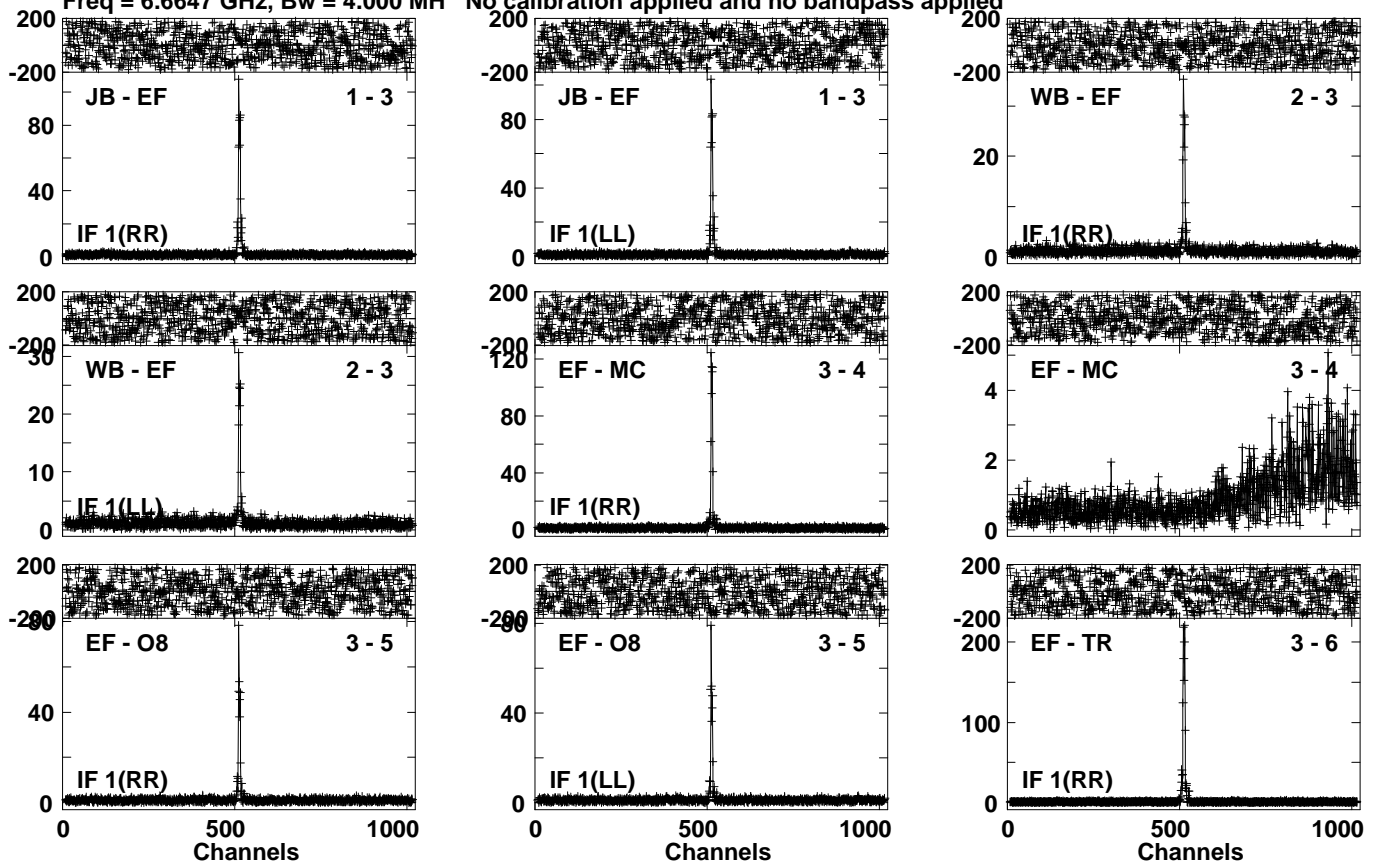 Freq = 6.6647 GHz, Bw = 4.000 MH No calibration applied and no bandpass applied
200 200 200
-200 -200 -200
JB - EF 1 - 3 JB - EF 1 - 3 WB - EF 2 - 3
80 80 20
40 40
IF 1(RR) IF 1(LL) IF 1(RR)
0 0 0
200 200 200
-200 -200 -200
30 120
WB - EF 2 - 3 EF - MC 3 - 4 EF - MC 3 - 4
20 80 4
10 40 2
IF 1(LL) IF 1(RR)
0 0 0
200 200 200
-200 -200
80 80
EF - O8 3 - 5 EF - O8 3 - 5 EF - TR 3 - 6
200
40 40 100
IF 1(RR) IF 1(LL) IF 1(RR)
0 0 0
0 500 1000 0 500 1000 0 500 1000
Channels Channels Channels